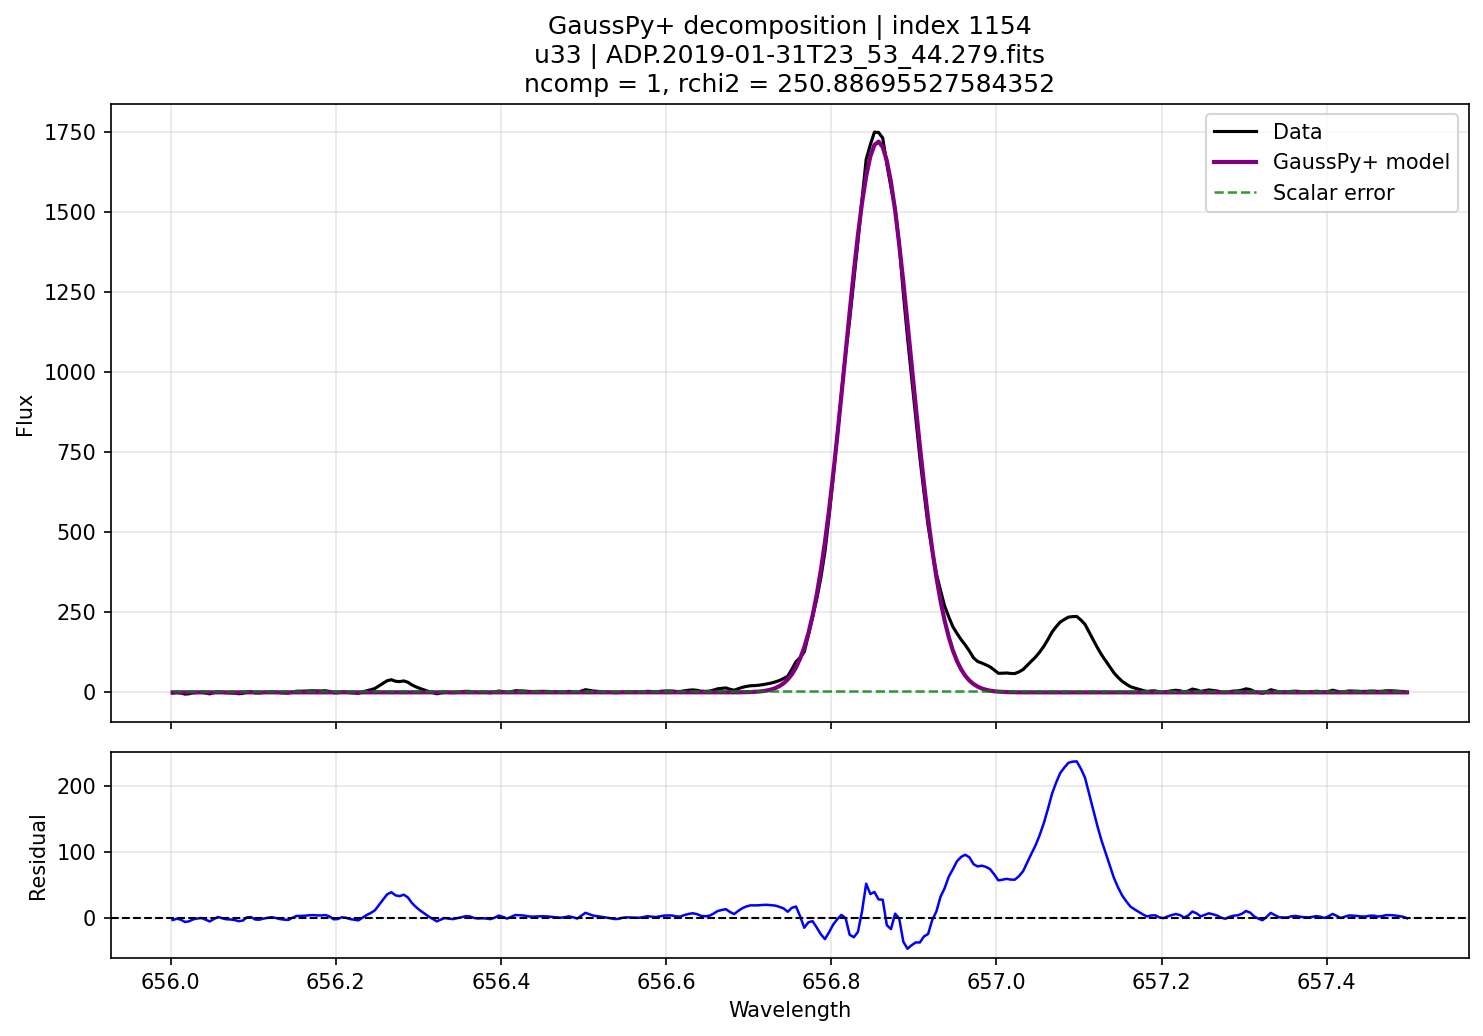 GaussPy+ decomposition | index 1154
u33 | ADP.2019-01-31T23_53_44.279.fits
ncomp = 1, rchi2 = 250.88695527584352
Data
GaussPy+ model
Scalar error
1750
1500
1250
1000
750
500
250
0
Flux
200
100
0
Residual
656.0
656.2
656.4
656.6
656.8
657.0
657.2
657.4
Wavelength